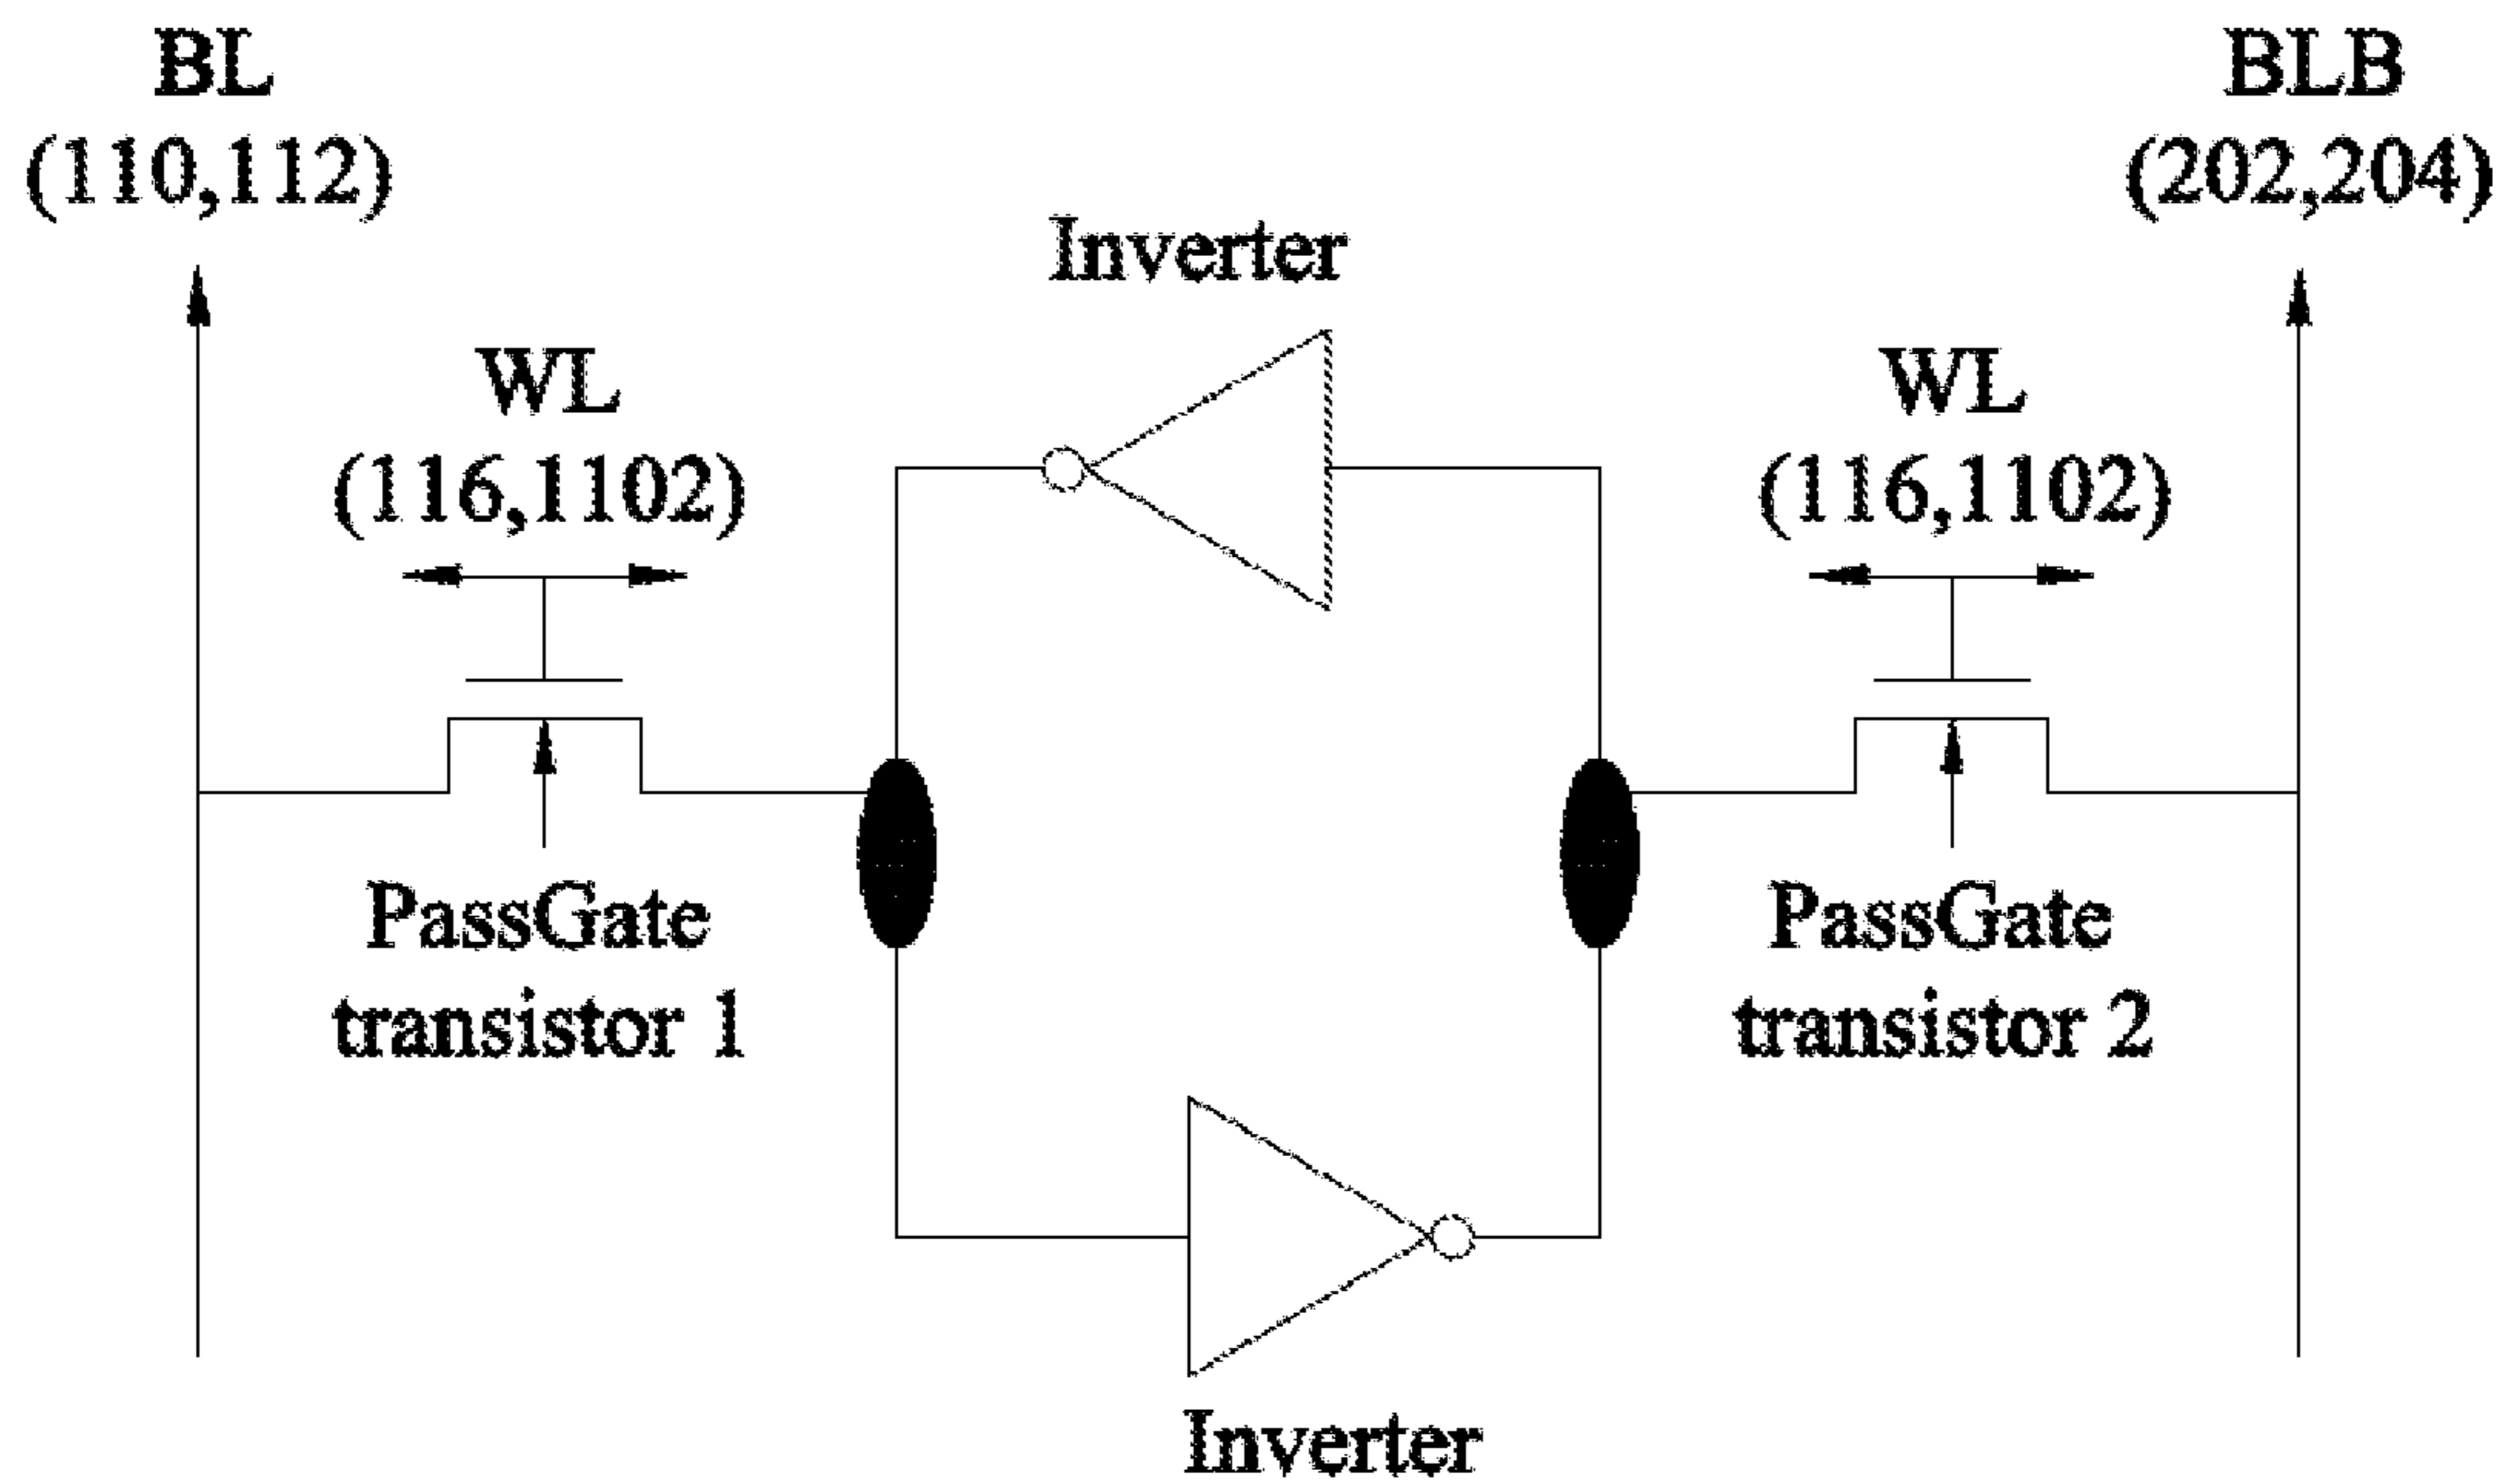 BL
(110,112)
BLB
(202,204)
Inverter
WL
(116,1102)
WL
(116,1102)
PassGate
transistor 1
PassGate
transistor 2
Inverter